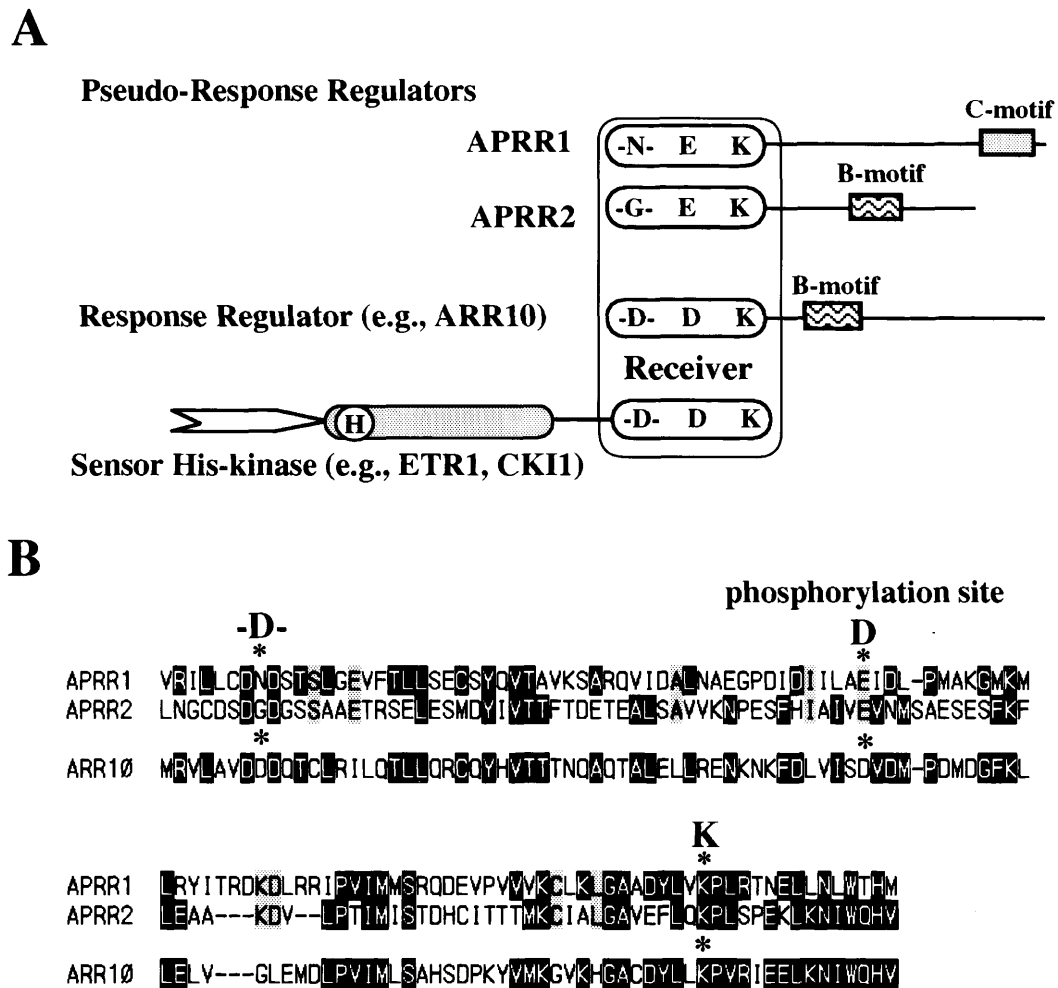 A
Pseudo-Response Regulators
C-motif
APRR1 -N- E K
B-motif
APRR2 -G- E K
B-motif
Response Regulator (e.g., ARR10) -D- D K
Receiver
H -D- D K
Sensor His-kinase (e.g., ETR1, CKI1)
B
phosphorylation site
-D- D
* *
APRR1 VRILLCDNDSTSLGEVFTLLSECSYQVTAVKSARQVIDALNAEGPDIDIILAEIDL-PMAKGMKM
APRR2 LNGCDSDGDGSSAAETRSELESMDYIVTTFTDETEALSAVVKNPESFHIAIVEVNMSAESESFKF
* *
ARR10 MRVLAVDDDQTCLRILQTLLQRCQYHVTTTNQAQTALELLRENKNKFDLVISDVDM-PDMDGFKL
K
*
APRR1 LRYITRDKDLRRIPVIMMSRQDEVPVVVKCLKLGAADYLVKPLRTNELLNLWTHM
APRR2 LEAA---KDV--LPTIMISTDHCITTTMKCIALGAVEFLQKPLSPEKLKNIWQHV
*
ARR10 LELV---GLEMDLPVIMLSAHSDPKYVMKGVKHGACDYLLKPVRIEELKNIWQHV